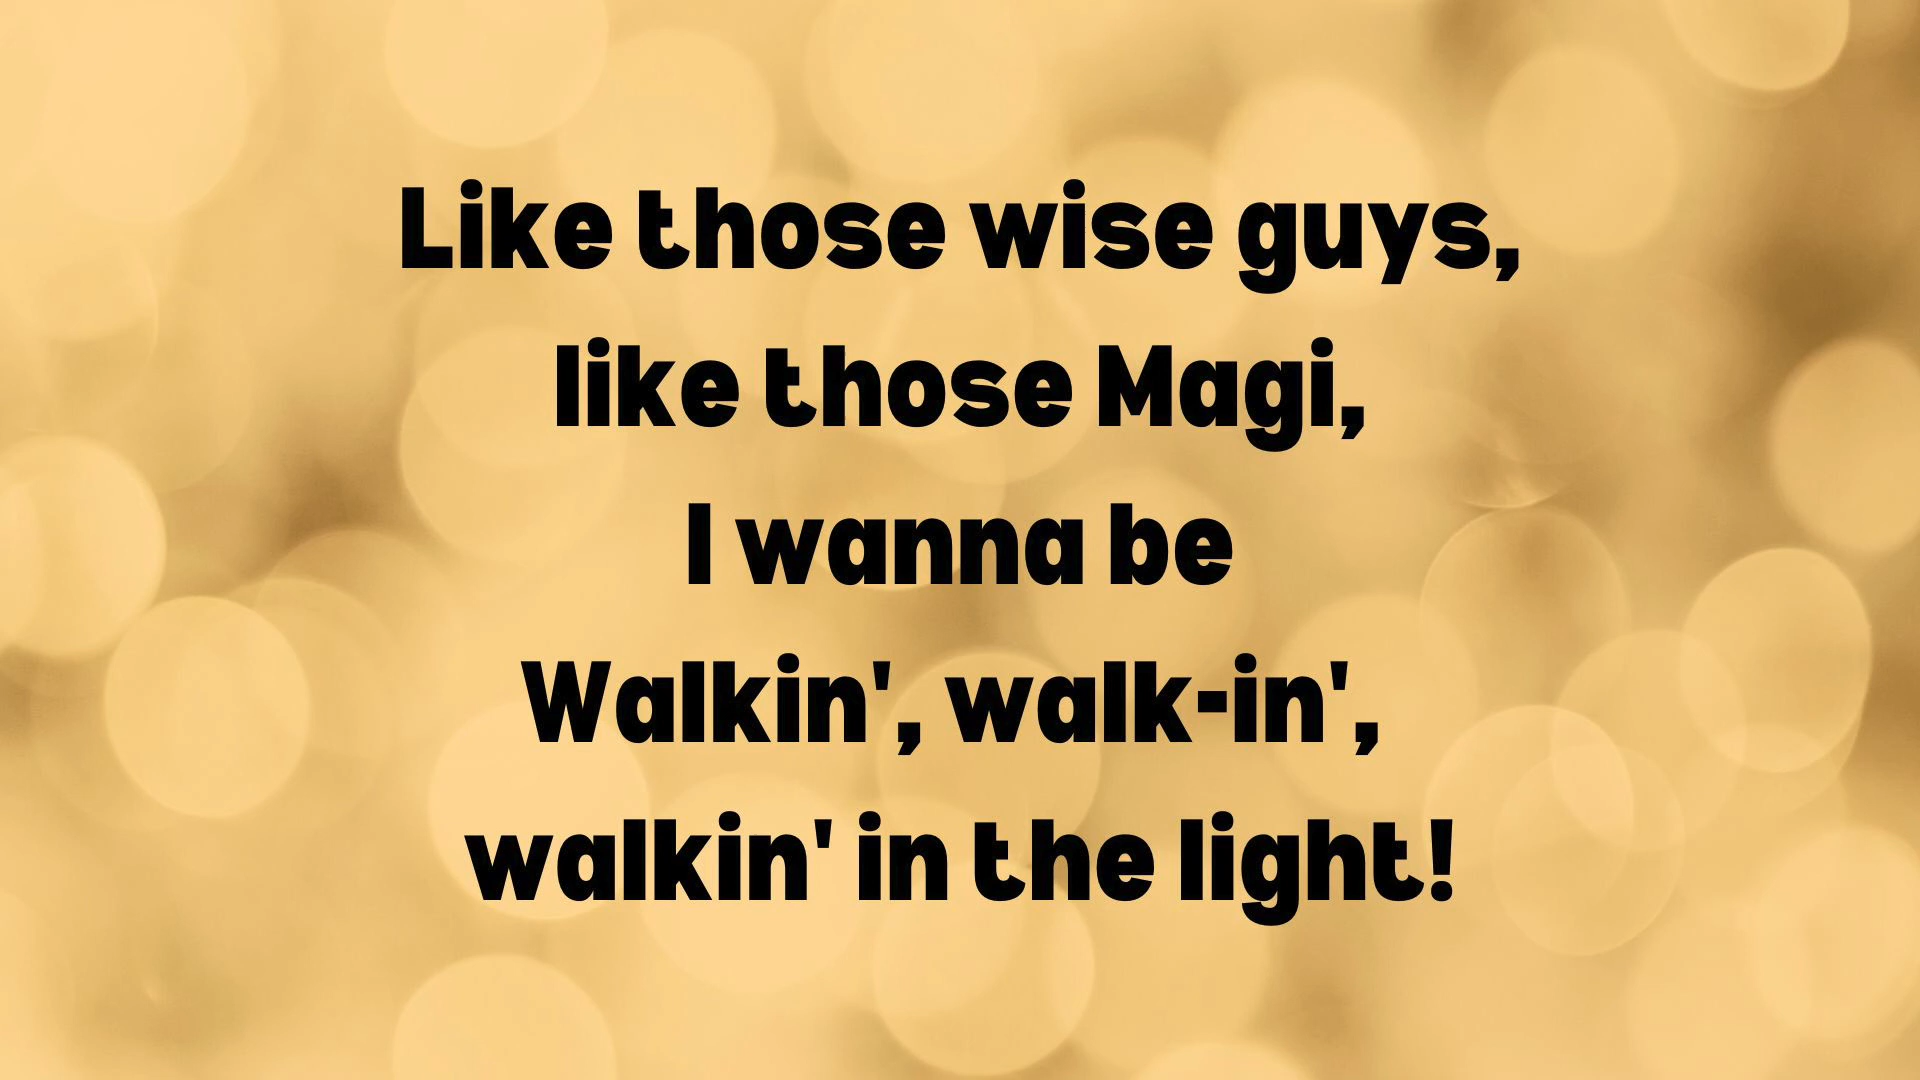 Like those wise guys,
like those Magi,
I wanna be
Walkin', walk-in',
walkin' in the light!